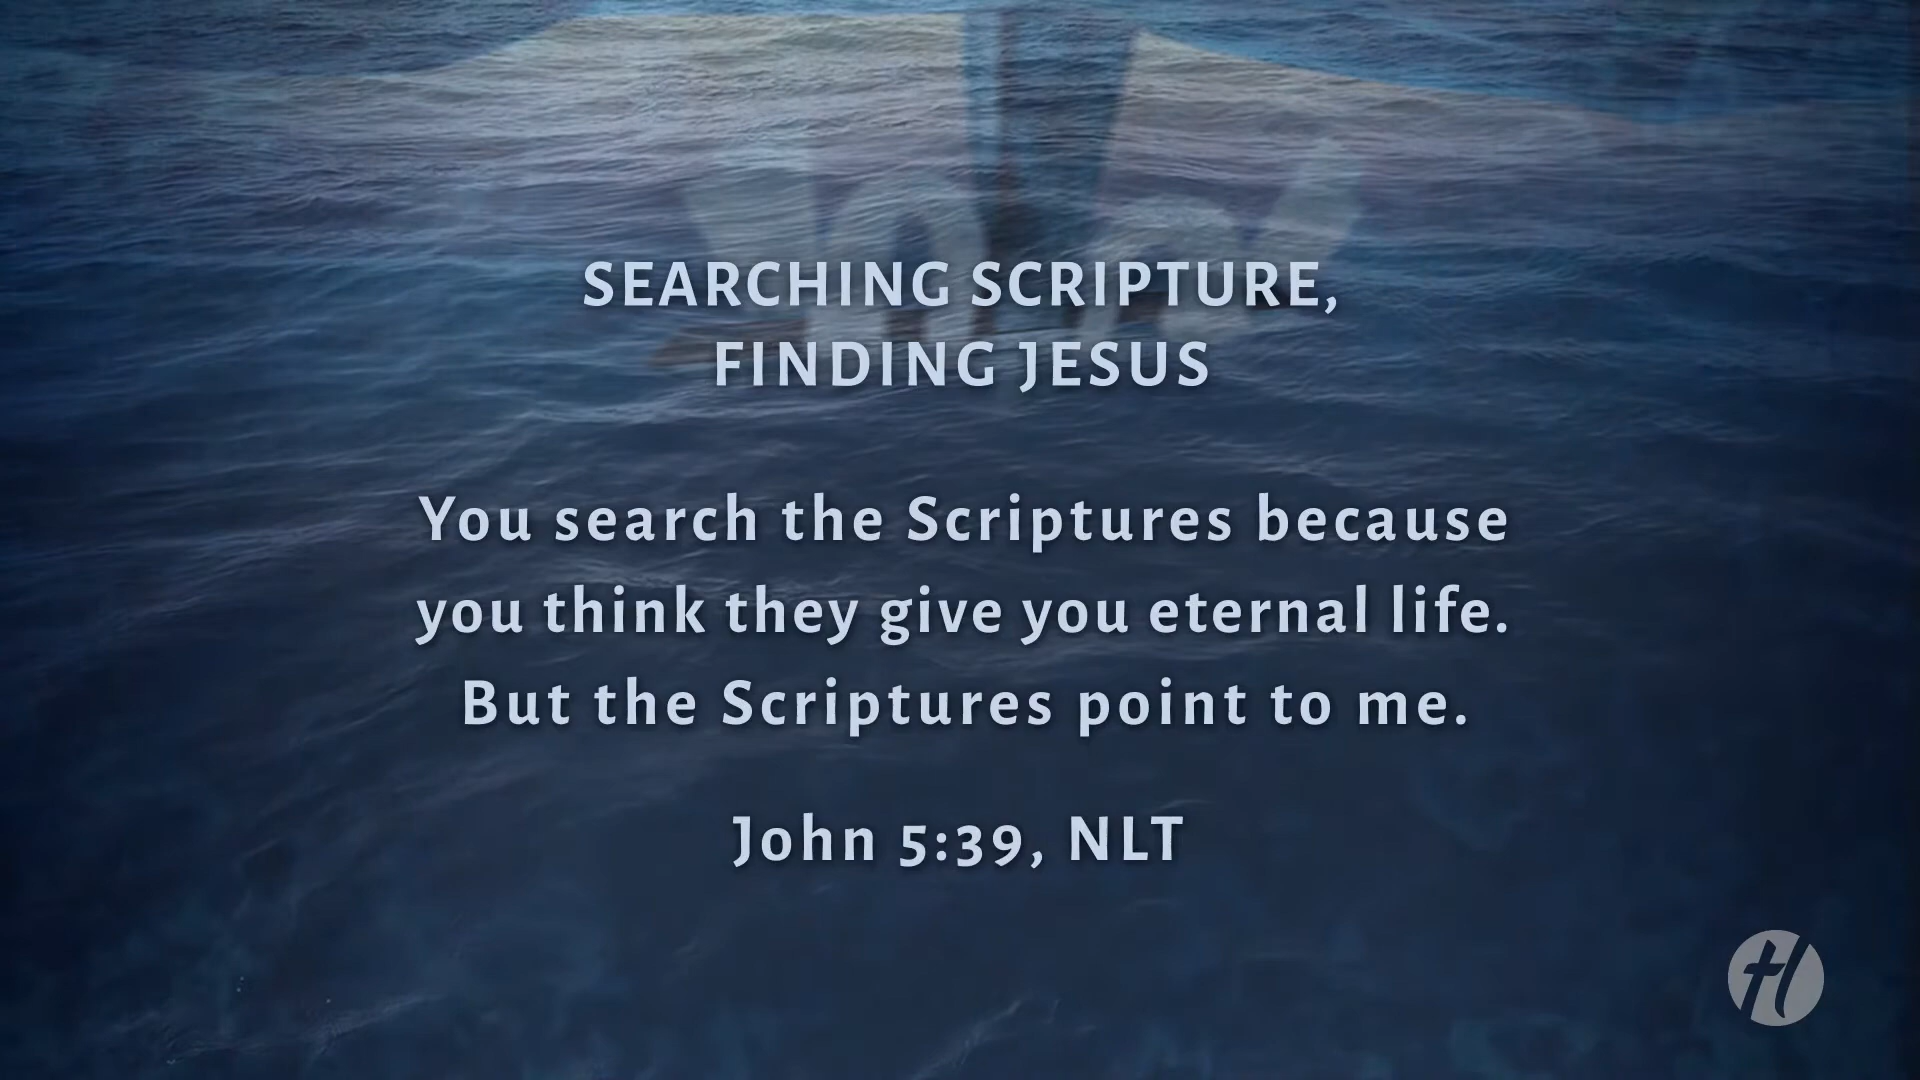 SEARCHING SCRIPTURE,
FINDING JESUS
You search the Scriptures because
you think they give you eternal life.
But the Scriptures point to me.
John 5:39, NLT